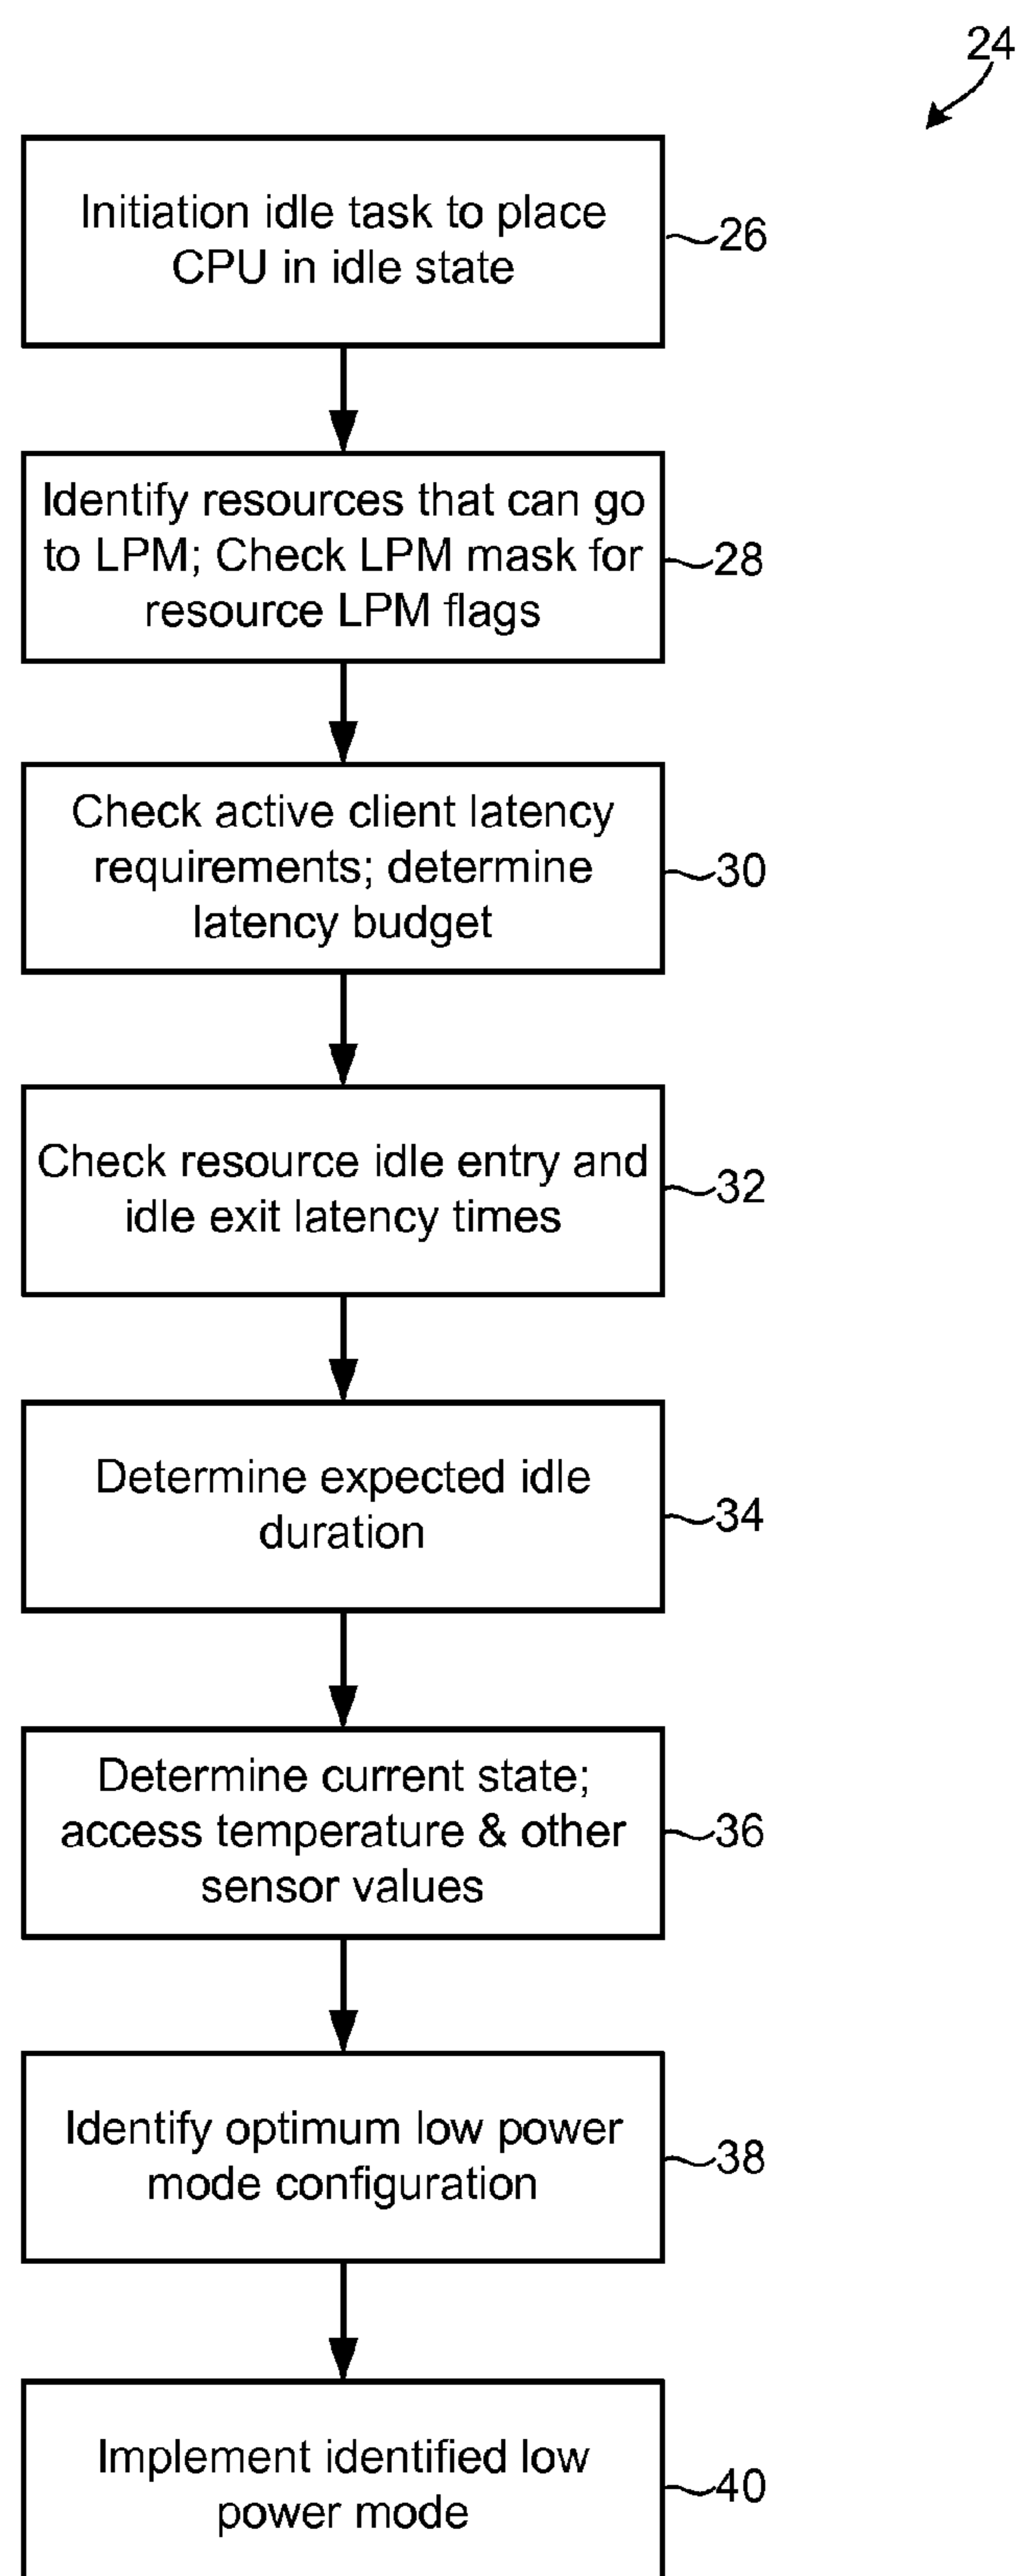 24
Initiation idle task to place
CPU in idle state
26
Identify resources that can go
to LPM; Check LPM mask for
resource LPM flags
28
Check active client latency
requirements; determine
latency budget
30
Check resource idle entry and
idle exit latency times
32
Determine expected idle
duration
34
Determine current state;
access temperature & other
sensor values
36
Identify optimum low power
mode configuration
38
Implement identified low
power mode
40